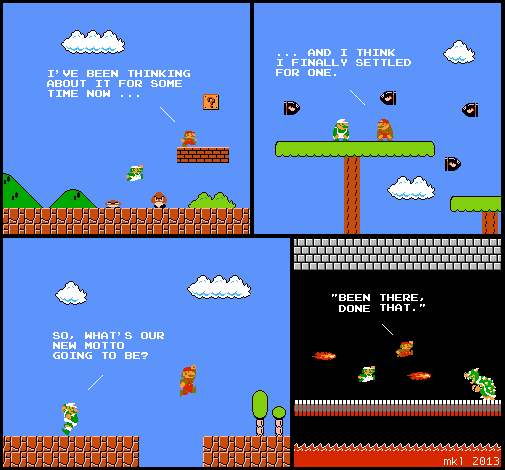 I'VE BEEN THINKING
ABOUT IT FOR SOME
TIME NOW ...
?
... AND I THINK
I FINALLY SETTLED
FOR ONE.
SO, WHAT'S OUR
NEW MOTTO
GOING TO BE?
"BEEN THERE,
DONE THAT."
mkl 2013